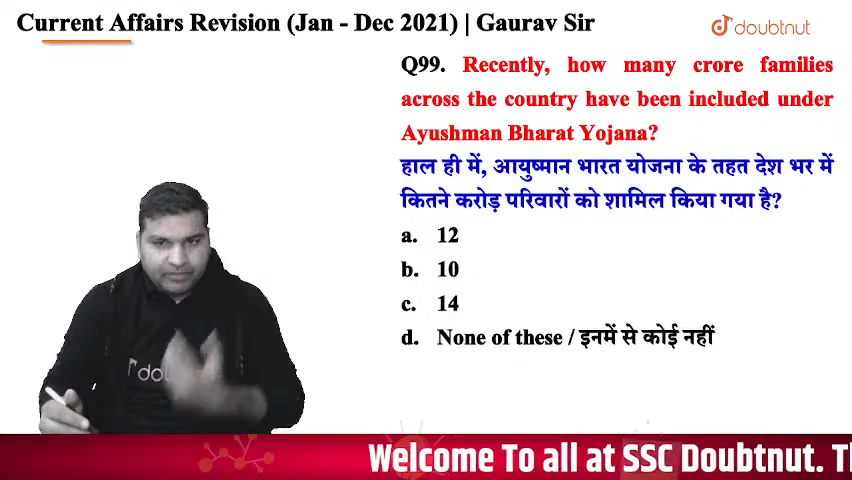 Current Affairs Revision (Jan - Dec 2021) | Gaurav Sir
doubtnut
Q99. Recently, how many crore families
across the country have been included under
Ayushman Bharat Yojana?
हाल ही में, आयुष्मान भारत योजना के तहत देश भर में
कितने करोड़ परिवारों को शामिल किया गया है?
a. 12
b. 10
c. 14
d. None of these / इनमें से कोई नहीं
Welcome To all at SSC Doubtnut.